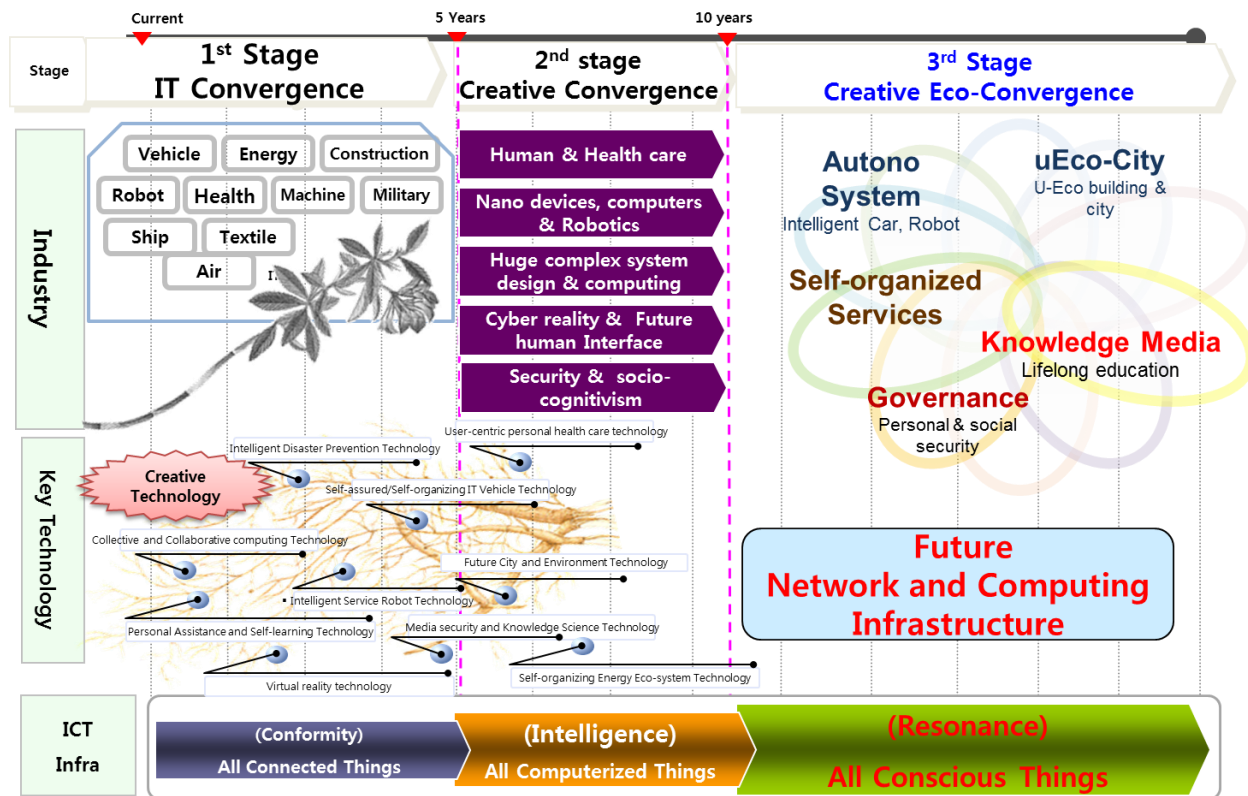 Current
5 Years
10 years
Stage
1st Stage
IT Convergence
2nd stage
Creative Convergence
3rd Stage
Creative Eco-Convergence
Industry
Vehicle
Energy
Construction
Robot
Health
Machine
Military
Ship
Textile
Air
Human & Health care
Nano devices, computers
& Robotics
Huge complex system
design & computing
Cyber reality & Future
human Interface
Security & socio-
cognitivism
Autono
System
Intelligent Car, Robot
uEco-City
U-Eco building &
city
Self-organized
Services
Knowledge Media
Lifelong education
Governance
Personal & social
security
Key Technology
Creative
Technology
User-centric personal health care technology
Intelligent Disaster Prevention Technology
Self-assured/Self-organizing IT Vehicle Technology
Collective and Collaborative computing Technology
Future City and Environment Technology
▪ Intelligent Service Robot Technology
Personal Assistance and Self-learning Technology
Media security and Knowledge Science Technology
Virtual reality technology
Self-organizing Energy Eco-system Technology
Future
Network and Computing
Infrastructure
ICT
Infra
(Conformity)
All Connected Things
(Intelligence)
All Computerized Things
(Resonance)
All Conscious Things